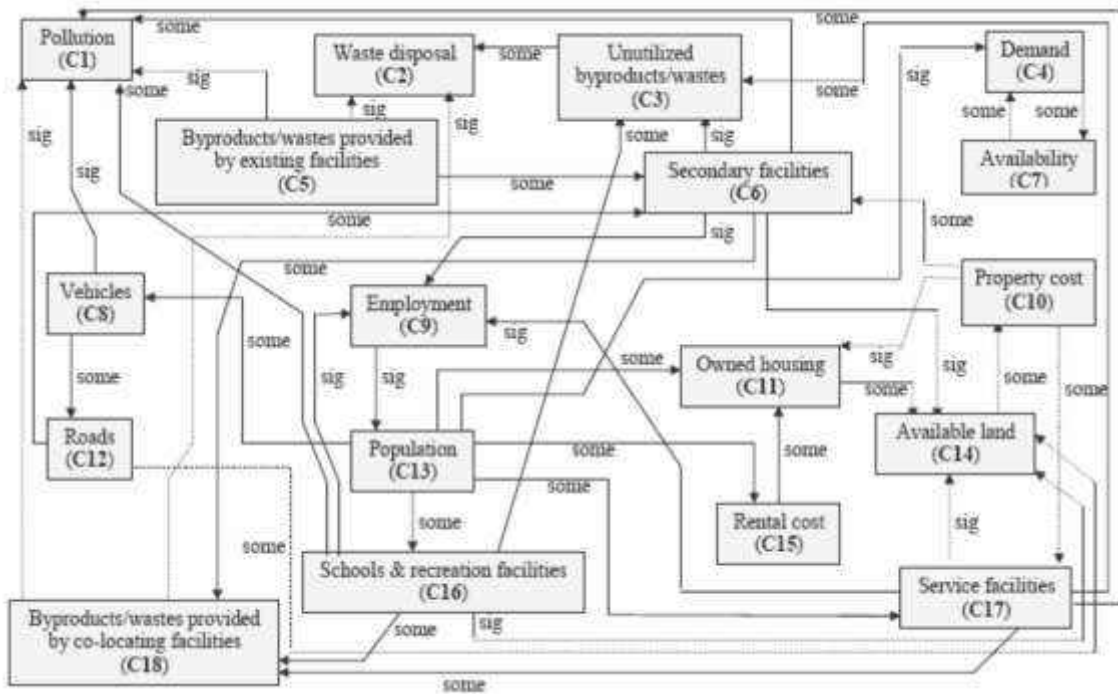 some
some
Pollution
(C1)
Waste disposal
(C2)
some
Unutilized
byproducts/wastes
(C3)
Demand
(C4)
sig
some
sig
some
some
some
sig
sig
sig
some
sig
Byproducts/wastes provided
by existing facilities
(C5)
some
Secondary facilities
(C6)
Availability
(C7)
sig
some
sig
some
some
Vehicles
(C8)
Employment
(C9)
Property cost
(C10)
sig
some
some
sig
sig
some
Owned housing
(C11)
sig
some
sig
some
some
Roads
(C12)
Population
(C13)
some
Available land
(C14)
some
some
some
Rental cost
(C15)
sig
some
Schools & recreation facilities
(C16)
Service facilities
(C17)
Byproducts/wastes provided
by co-locating facilities
(C18)
some
sig
some